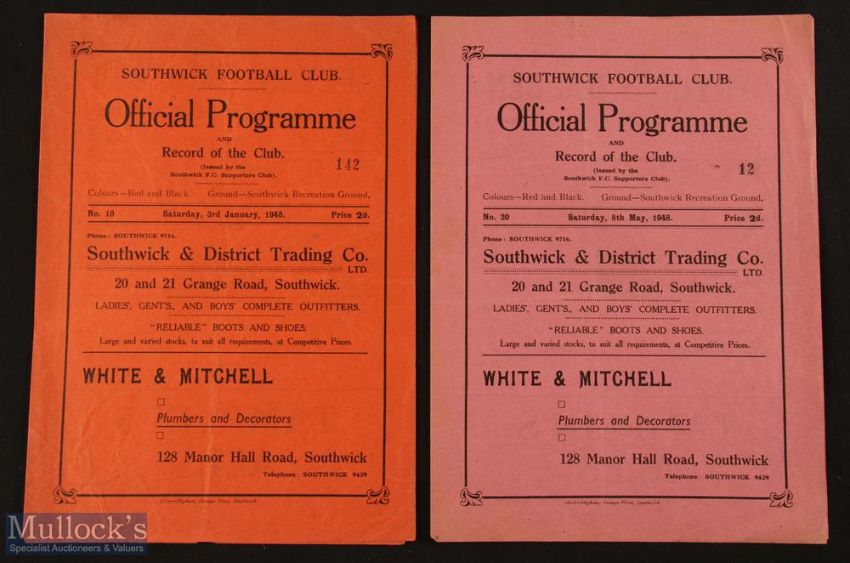 SOUTHWICK FOOTBALL CLUB.
Official Programme
AND
Record of the Club.
(Issued by the
Southwick F.C. Supporters Club).
142
Colours—Red and Black. Ground—Southwick Recreation Ground.
No. 10 Saturday, 3rd January, 1948. Price 2d.
Phone: SOUTHWICK 9716.
Southwick & District Trading Co.
LTD.
20 and 21 Grange Road, Southwick.
LADIES', GENT'S., AND BOYS' COMPLETE OUTFITTERS.
"RELIABLE" BOOTS AND SHOES.
Large and varied stocks, to suit all requirements, at Competitive Prices.
WHITE & MITCHELL
Plumbers and Decorators
128 Manor Hall Road, Southwick
Telephone: SOUTHWICK 9429
Grange Press, Southwick
SOUTHWICK FOOTBALL CLUB.
Official Programme
AND
Record of the Club.
(Issued by the
Southwick F.C. Supporters Club).
12
Colours—Red and Black. Ground—Southwick Recreation Ground.
No. 20 Saturday, 8th May, 1948. Price 2d.
Phone: SOUTHWICK 9716.
Southwick & District Trading Co.
LTD.
20 and 21 Grange Road, Southwick.
LADIES', GENT'S., AND BOYS' COMPLETE OUTFITTERS.
"RELIABLE" BOOTS AND SHOES.
Large and varied stocks, to suit all requirements, at Competitive Prices.
WHITE & MITCHELL
Plumbers and Decorators
128 Manor Hall Road, Southwick
Telephone: SOUTHWICK 9429
Grange Press, Southwick
Mullock's
Specialist Auctioneers & Valuers